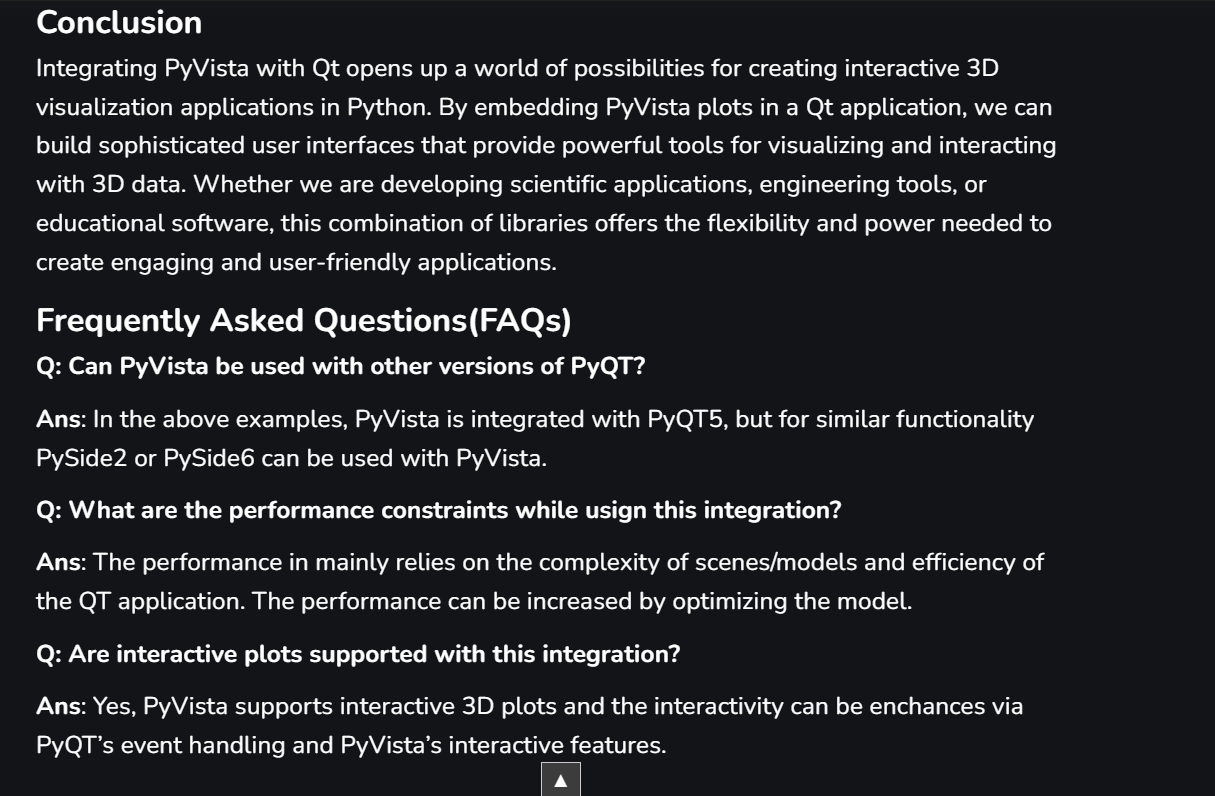 Conclusion
Integrating PyVista with Qt opens up a world of possibilities for creating interactive 3D
visualization applications in Python. By embedding PyVista plots in a Qt application, we can
build sophisticated user interfaces that provide powerful tools for visualizing and interacting
with 3D data. Whether we are developing scientific applications, engineering tools, or
educational software, this combination of libraries offers the flexibility and power needed to
create engaging and user-friendly applications.
Frequently Asked Questions(FAQs)
Q: Can PyVista be used with other versions of PyQT?
Ans: In the above examples, PyVista is integrated with PyQT5, but for similar functionality
PySide2 or PySide6 can be used with PyVista.
Q: What are the performance constraints while usign this integration?
Ans: The performance in mainly relies on the complexity of scenes/models and efficiency of
the QT application. The performance can be increased by optimizing the model.
Q: Are interactive plots supported with this integration?
Ans: Yes, PyVista supports interactive 3D plots and the interactivity can be enchances via
PyQT’s event handling and PyVista’s interactive features.